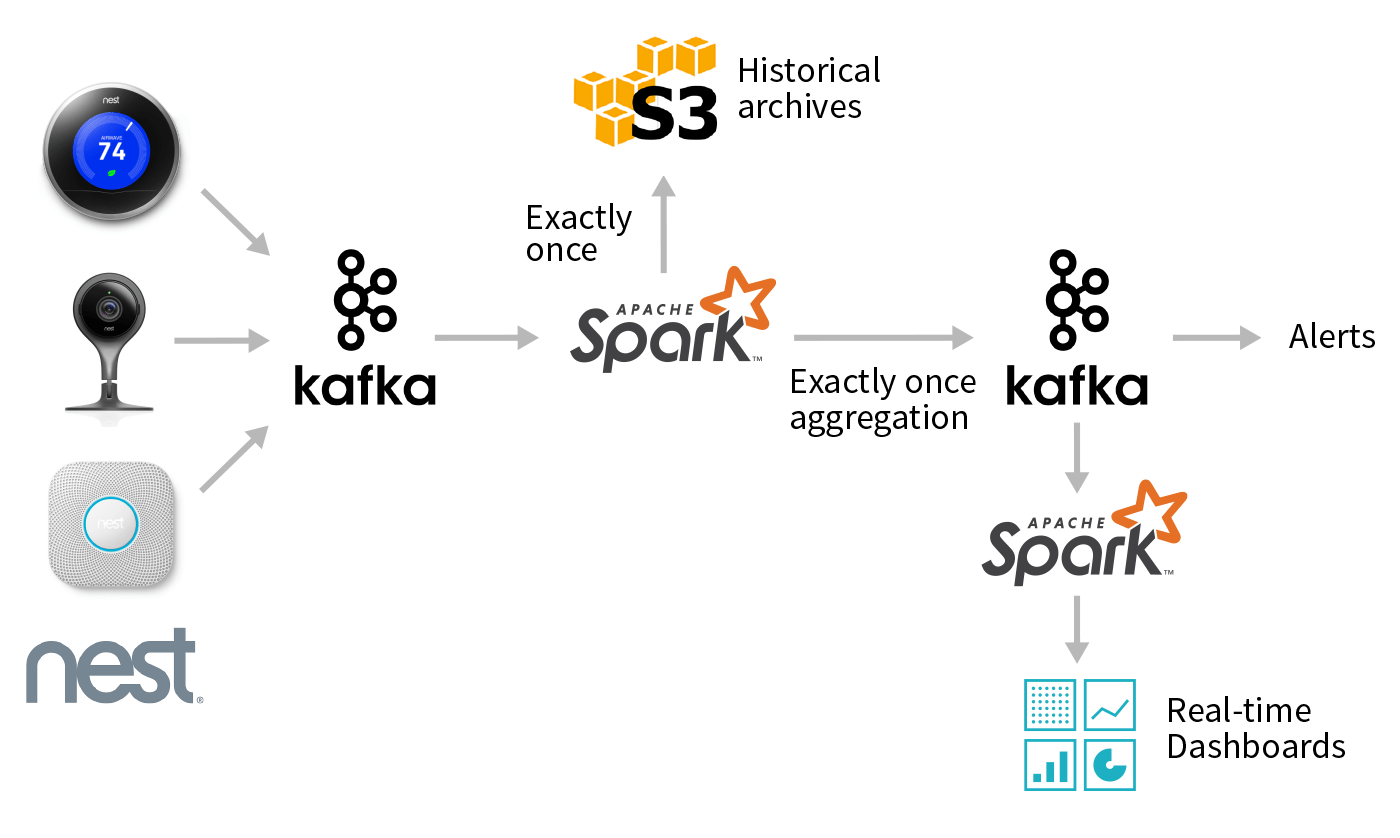 nest
AIRWAVE
74
nest
nest
nest®
kafka
Exactly
once
S3
Historical
archives
APACHE
Spark™
Exactly once
aggregation
kafka
Alerts
APACHE
Spark™
Real-time
Dashboards